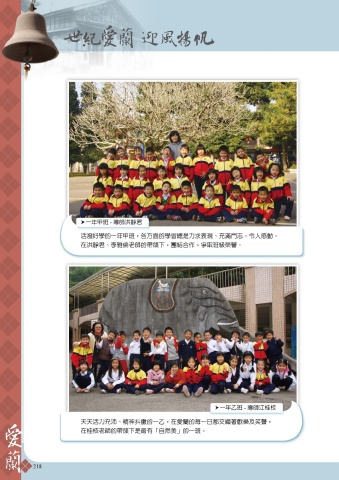 世紀愛蘭 迎風揚帆
➤一年甲班 - 導師洪靜君
活潑好學的一年甲班，各方面的學習總是力求表現、充滿鬥志，令人感動。
在洪靜君、李雅倫老師的帶領下，團結合作、爭取班級榮譽。
➤一年乙班 - 導師江桂枝
天天活力充沛、精神抖擻的一乙，在愛蘭的每一日都交織著歡樂及笑聲，
在桂枝老師的帶領下是最有「自然美」的一班。
愛蘭
218